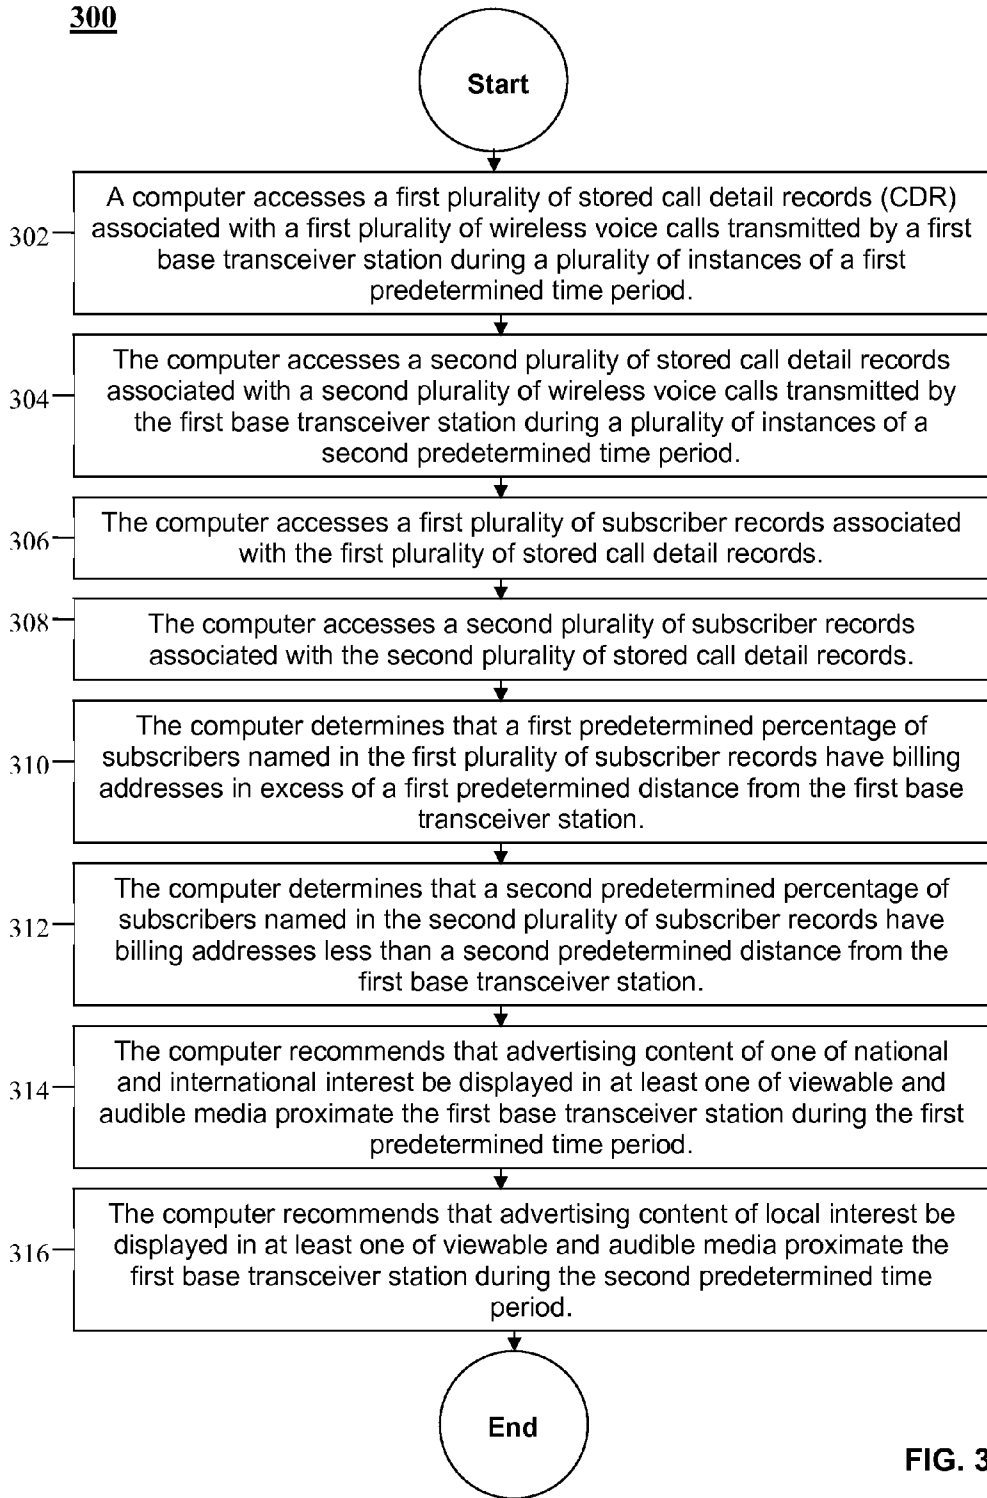 300
Start
302
A computer accesses a first plurality of stored call detail records (CDR)
associated with a first plurality of wireless voice calls transmitted by a first
base transceiver station during a plurality of instances of a first
predetermined time period.
304
The computer accesses a second plurality of stored call detail records
associated with a second plurality of wireless voice calls transmitted by
the first base transceiver station during a plurality of instances of a
second predetermined time period.
306
The computer accesses a first plurality of subscriber records associated
with the first plurality of stored call detail records.
308
The computer accesses a second plurality of subscriber records
associated with the second plurality of stored call detail records.
310
The computer determines that a first predetermined percentage of
subscribers named in the first plurality of subscriber records have billing
addresses in excess of a first predetermined distance from the first base
transceiver station.
312
The computer determines that a second predetermined percentage of
subscribers named in the second plurality of subscriber records have
billing addresses less than a second predetermined distance from the
first base transceiver station.
314
The computer recommends that advertising content of one of national
and international interest be displayed in at least one of viewable and
audible media proximate the first base transceiver station during the first
predetermined time period.
316
The computer recommends that advertising content of local interest be
displayed in at least one of viewable and audible media proximate the
first base transceiver station during the second predetermined time
period.
End
FIG. 3